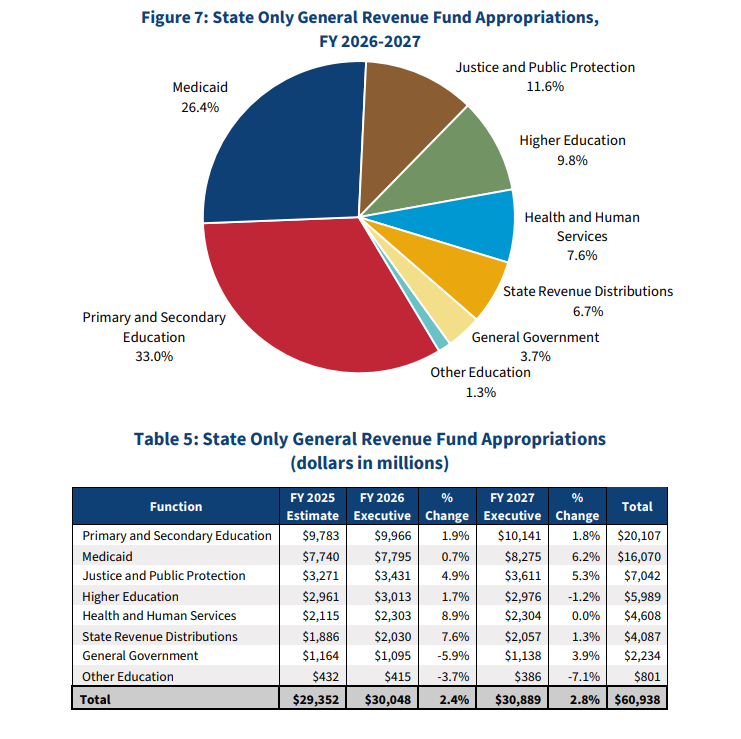 Figure 7: State Only General Revenue Fund Appropriations,
FY 2026-2027
Justice and Public Protection
11.6%
Medicaid
26.4%
Higher Education
9.8%
Health and Human
Services
7.6%
State Revenue Distributions
6.7%
Primary and Secondary
Education
33.0%
General Government
3.7%
Other Education
1.3%
Table 5: State Only General Revenue Fund Appropriations
(dollars in millions)
Function FY 2025 Estimate FY 2026 Executive % Change FY 2027 Executive % Change Total
Primary and Secondary Education $9,783 $9,966 1.9% $10,141 1.8% $20,107
Medicaid $7,740 $7,795 0.7% $8,275 6.2% $16,070
Justice and Public Protection $3,271 $3,431 4.9% $3,611 5.3% $7,042
Higher Education $2,961 $3,013 1.7% $2,976 -1.2% $5,989
Health and Human Services $2,115 $2,303 8.9% $2,304 0.0% $4,608
State Revenue Distributions $1,886 $2,030 7.6% $2,057 1.3% $4,087
General Government $1,164 $1,095 -5.9% $1,138 3.9% $2,234
Other Education $432 $415 -3.7% $386 -7.1% $801
Total $29,352 $30,048 2.4% $30,889 2.8% $60,938